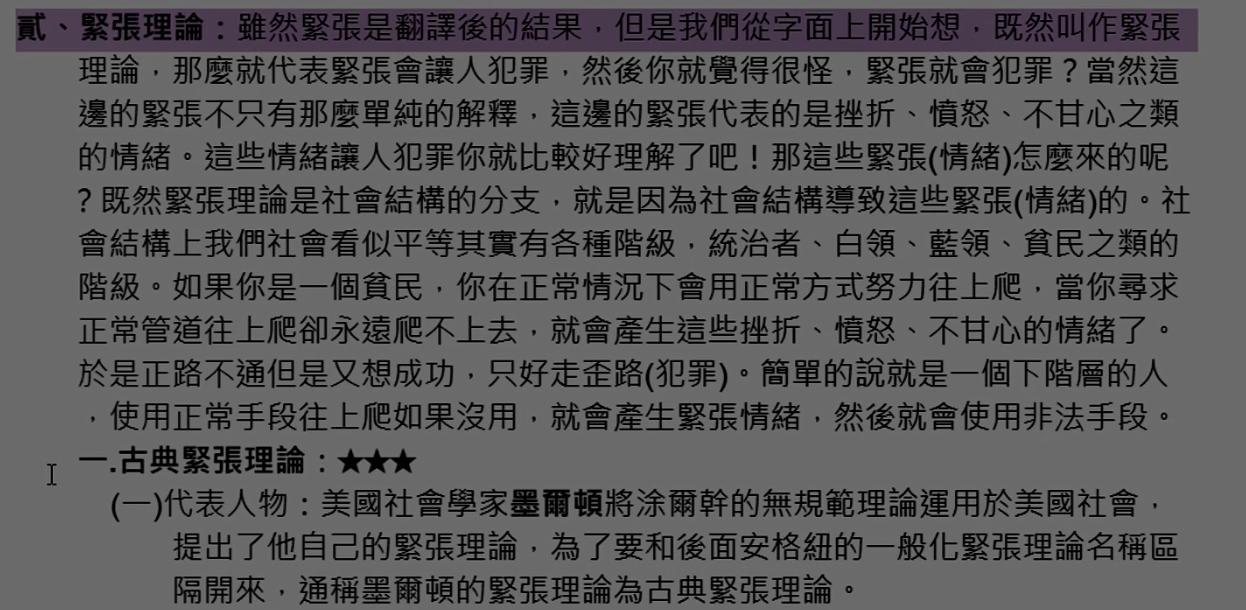 貳、緊張理論：雖然緊張是翻譯後的結果，但是我們從字面上開始想，既然叫作緊張
理論，那麼就代表緊張會讓人犯罪，然後你就覺得很怪，緊張就會犯罪？當然這
邊的緊張不只有那麼單純的解釋，這邊的緊張代表的是挫折、憤怒、不甘心之類
的情緒。這些情緒讓人犯罪你就比較好理解了吧！那這些緊張(情緒)怎麼來的呢
？既然緊張理論是社會結構的分支，就是因為社會結構導致這些緊張(情緒)的。社
會結構上我們社會看似平等其實有各種階級，統治者、白領、藍領、貧民之類的
階級。如果你是一個貧民，你在正常情況下會用正常方式努力往上爬，當你尋求
正常管道往上爬卻永遠爬不上去，就會產生這些挫折、憤怒、不甘心的情緒了。
於是正路不通但是又想成功，只好走歪路(犯罪)。簡單的說就是一個下階層的人
，使用正常手段往上爬如果沒用，就會產生緊張情緒，然後就會使用非法手段。
一.古典緊張理論：★★★
(一)代表人物：美國社會學家墨爾頓將涂爾幹的無規範理論運用於美國社會，
提出了他自己的緊張理論，為了要和後面安格紐的一般化緊張理論名稱區
隔開來，通稱墨爾頓的緊張理論為古典緊張理論。